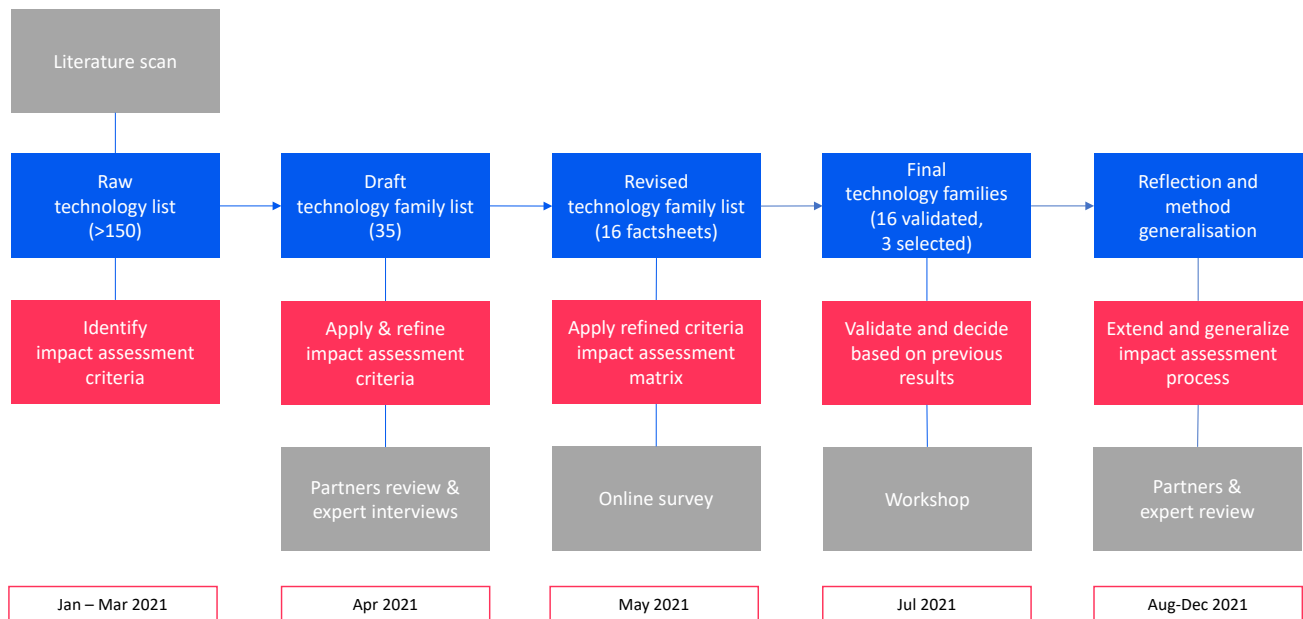 Literature scan
Raw
technology list
(>150)
Draft
technology family list
(35)
Revised
technology family list
(16 factsheets)
Final
technology families
(16 validated,
3 selected)
Reflection and
method
generalisation
Identify
impact assessment
criteria
Apply & refine
impact assessment
criteria
Apply refined criteria
impact assessment
matrix
Validate and decide
based on previous
results
Extend and generalize
impact assessment
process
Partners review &
expert interviews
Online survey
Workshop
Partners &
expert review
Jan – Mar 2021
Apr 2021
May 2021
Jul 2021
Aug-Dec 2021